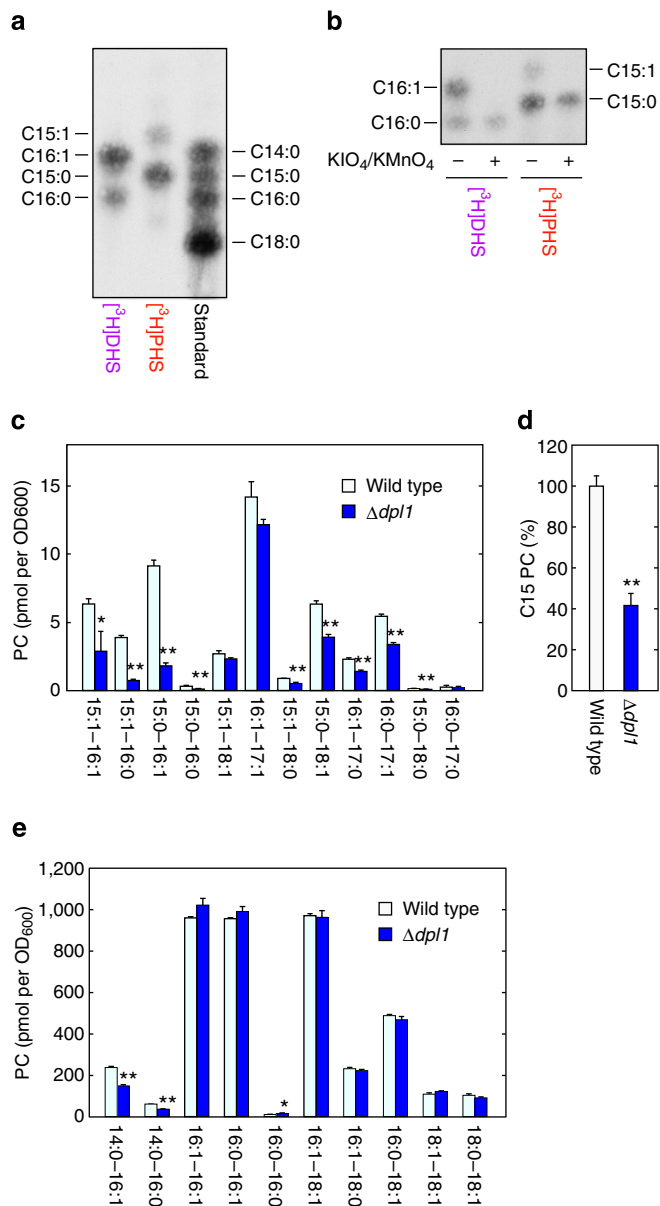 a
C15:1
C16:1
C15:0
C16:0
C14:0
C15:0
C16:0
C18:0
[³H]DHS
[³H]PHS
Standard
b
C16:1
C16:0
C15:1
C15:0
KIO₄/KMnO₄ – + – +
[³H]DHS
[³H]PHS
c
PC (pmol per OD600)
15
10
5
0
Wild type
Δdpl1
*
**
**
**
**
**
**
**
**
15:1–16:1
15:1–16:0
15:0–16:1
15:0–16:0
15:1–18:1
16:1–17:1
15:1–18:0
15:0–18:1
16:1–17:0
16:0–17:1
15:0–18:0
16:0–17:0
d
C15 PC (%)
120
100
80
60
40
20
0
**
Wild type
Δdpl1
e
PC (pmol per OD₆₀₀)
1,200
1,000
800
600
400
200
0
Wild type
Δdpl1
**
**
*
14:0–16:1
14:0–16:0
16:1–16:1
16:0–16:1
16:0–16:0
16:1–18:1
16:1–18:0
16:0–18:1
18:1–18:1
18:0–18:1